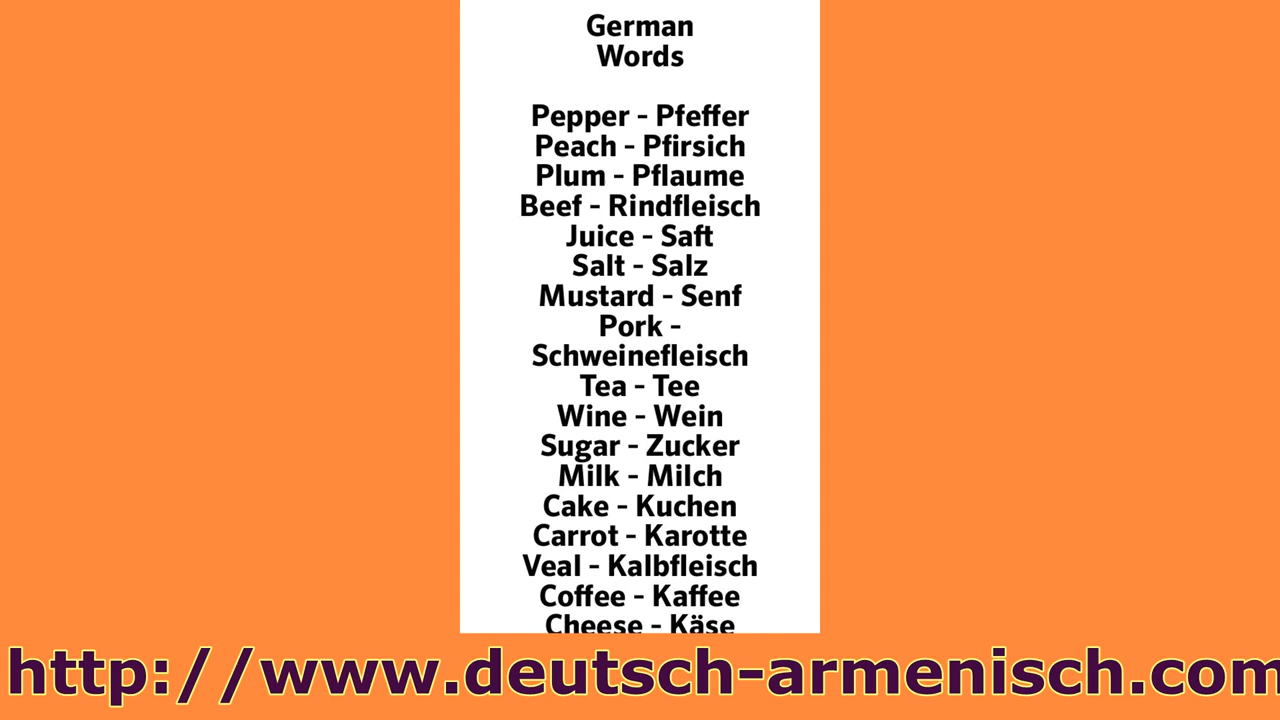 German
Words
Pepper - Pfeffer
Peach - Pfirsich
Plum - Pflaume
Beef - Rindfleisch
Juice - Saft
Salt - Salz
Mustard - Senf
Pork -
Schweinefleisch
Tea - Tee
Wine - Wein
Sugar - Zucker
Milk - Milch
Cake - Kuchen
Carrot - Karotte
Veal - Kalbfleisch
Coffee - Kaffee
Cheese - Käse
http://www.deutsch-armenisch.com